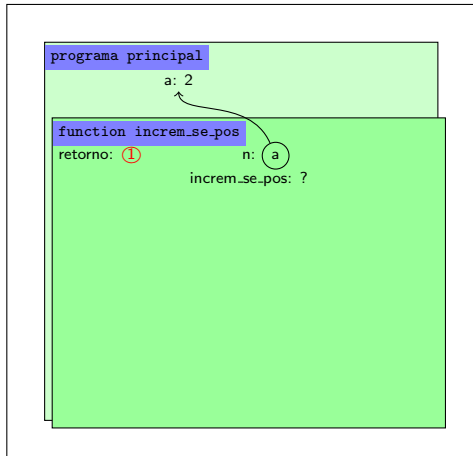 programa principal
a: 2
function increm_se_pos
retorno: 1 n: a
increm_se_pos: ?